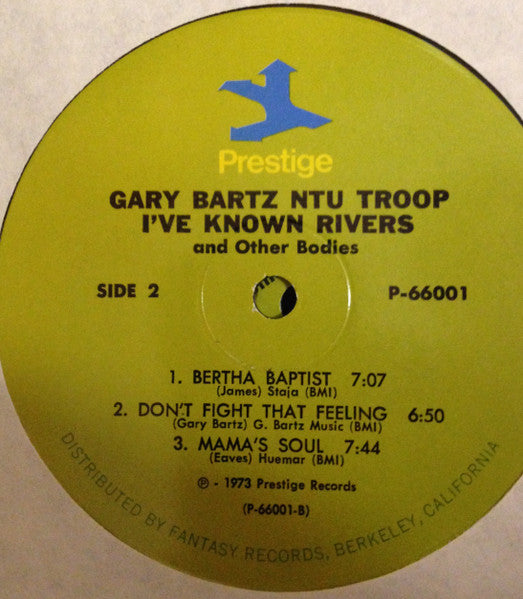 Prestige
GARY BARTZ NTU TROOP
I'VE KNOWN RIVERS
and Other Bodies
SIDE 2
P-66001
1. BERTHA BAPTIST 7:07
(James) Staja (BMI)
2. DON'T FIGHT THAT FEELING 6:50
(Gary Bartz) G. Bartz Music (BMI)
3. MAMA'S SOUL 7:44
(Eaves) Huemar (BMI)
℗ - 1973 Prestige Records
(P-66001-B)
DISTRIBUTED BY FANTASY RECORDS, BERKELEY, CALIFORNIA